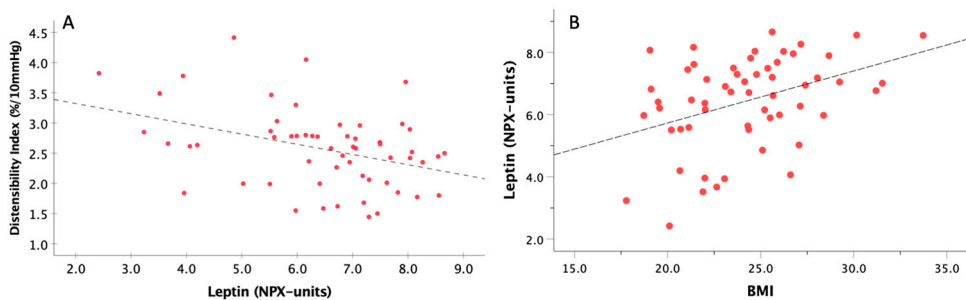 A
Distensibility Index (%/10mmHg)
4.5
4.0
3.5
3.0
2.5
2.0
1.5
1.0
2.0 3.0 4.0 5.0 6.0 7.0 8.0 9.0
Leptin (NPX-units)
B
Leptin (NPX-units)
8.0
6.0
4.0
2.0
15.0 20.0 25.0 30.0 35.0
BMI